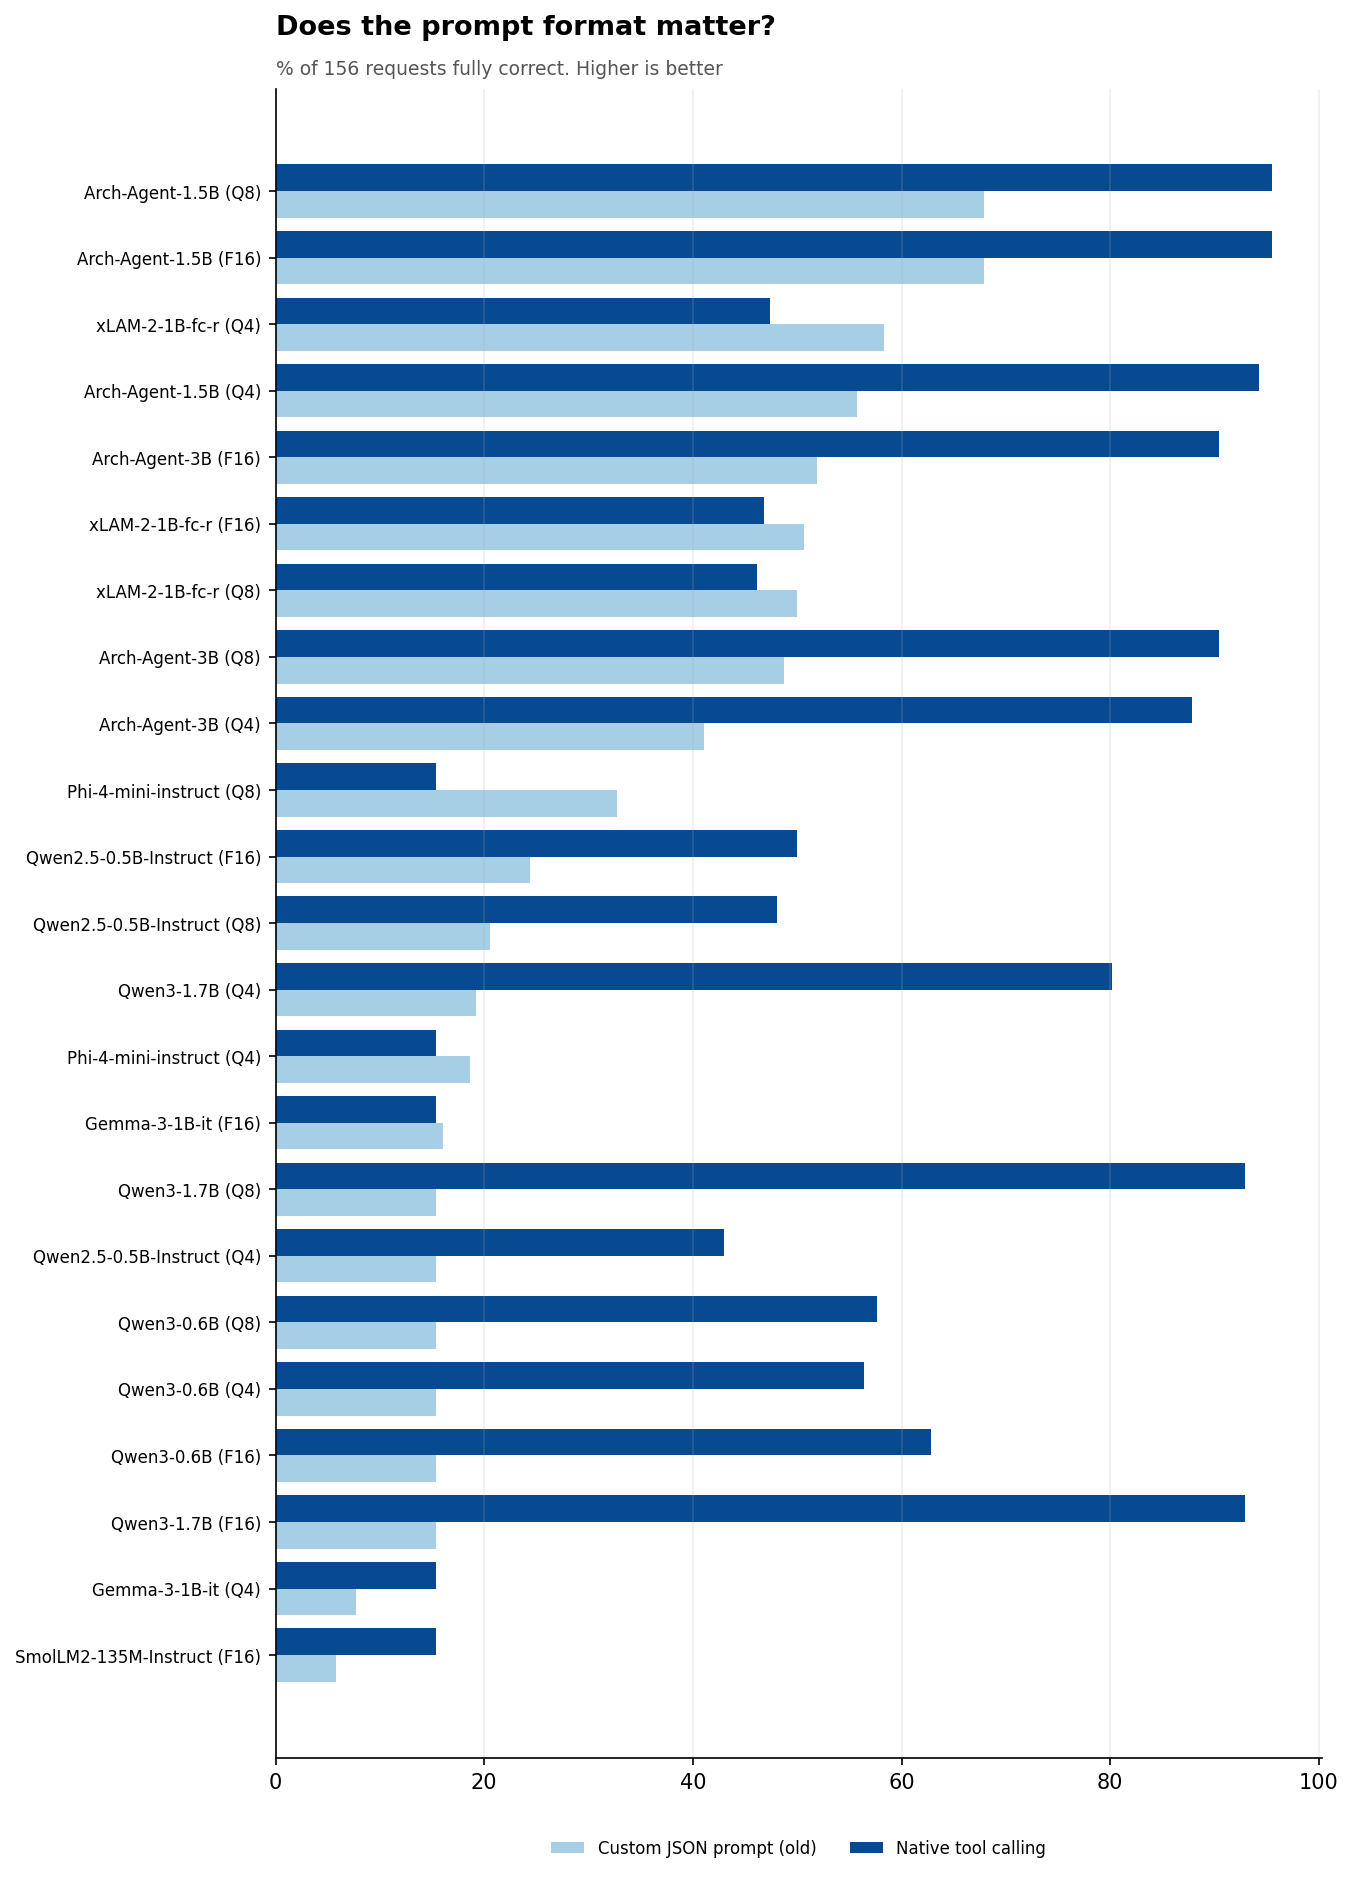 Does the prompt format matter?
% of 156 requests fully correct. Higher is better
Arch-Agent-1.5B (Q8)
Arch-Agent-1.5B (F16)
xLAM-2-1B-fc-r (Q4)
Arch-Agent-1.5B (Q4)
Arch-Agent-3B (F16)
xLAM-2-1B-fc-r (F16)
xLAM-2-1B-fc-r (Q8)
Arch-Agent-3B (Q8)
Arch-Agent-3B (Q4)
Phi-4-mini-instruct (Q8)
Qwen2.5-0.5B-Instruct (F16)
Qwen2.5-0.5B-Instruct (Q8)
Qwen3-1.7B (Q4)
Phi-4-mini-instruct (Q4)
Gemma-3-1B-it (F16)
Qwen3-1.7B (Q8)
Qwen2.5-0.5B-Instruct (Q4)
Qwen3-0.6B (Q8)
Qwen3-0.6B (Q4)
Qwen3-0.6B (F16)
Qwen3-1.7B (F16)
Gemma-3-1B-it (Q4)
SmolLM2-135M-Instruct (F16)
0 20 40 60 80 100
Custom JSON prompt (old) Native tool calling